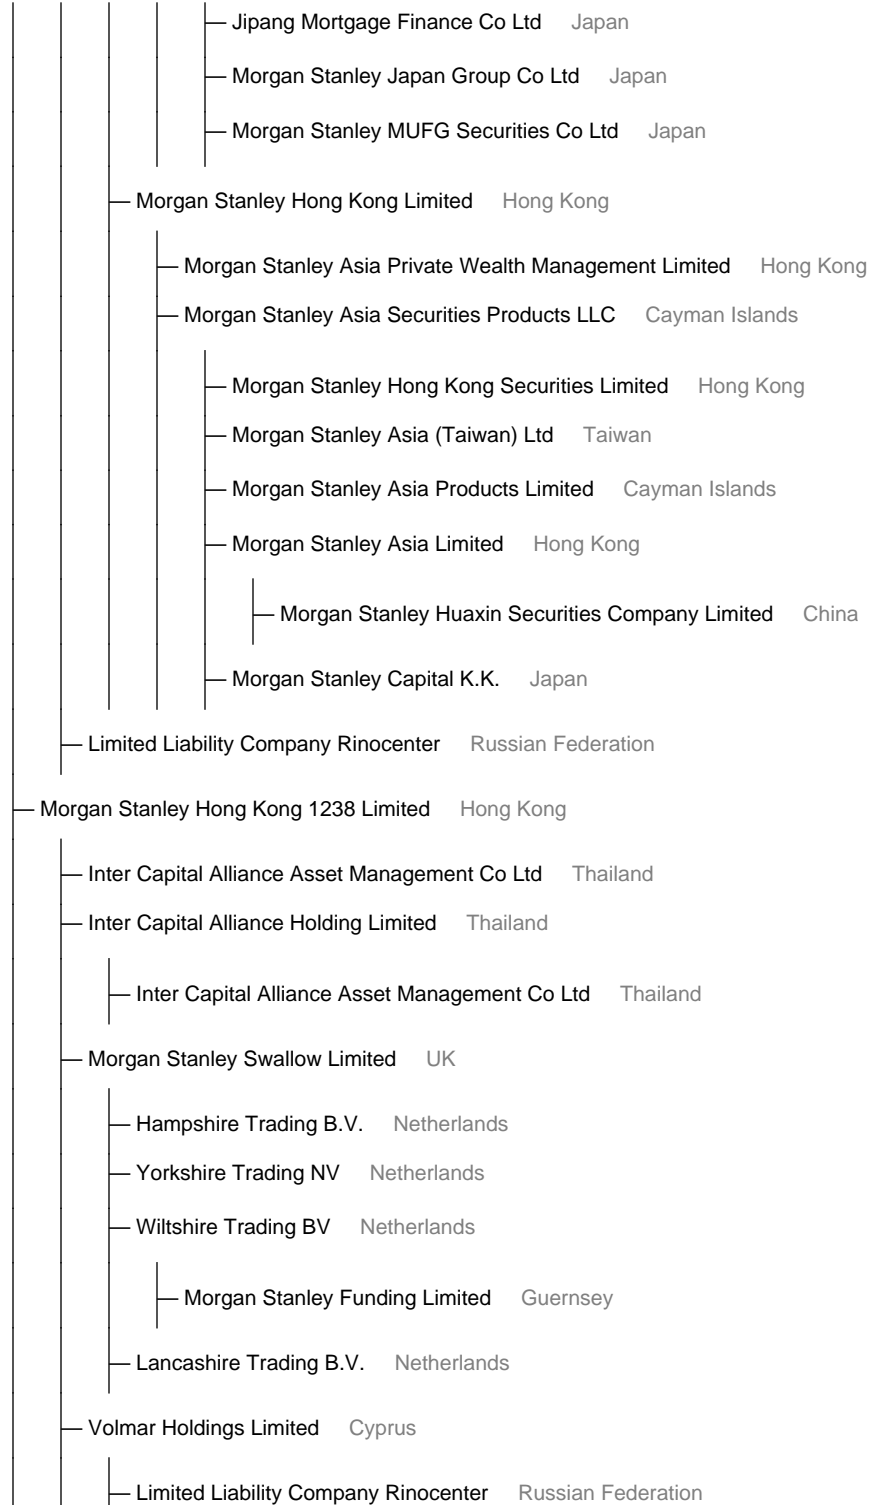 Jipang Mortgage Finance Co Ltd Japan
Morgan Stanley Japan Group Co Ltd Japan
Morgan Stanley MUFG Securities Co Ltd Japan
Morgan Stanley Hong Kong Limited Hong Kong
Morgan Stanley Asia Private Wealth Management Limited Hong Kong
Morgan Stanley Asia Securities Products LLC Cayman Islands
Morgan Stanley Hong Kong Securities Limited Hong Kong
Morgan Stanley Asia (Taiwan) Ltd Taiwan
Morgan Stanley Asia Products Limited Cayman Islands
Morgan Stanley Asia Limited Hong Kong
Morgan Stanley Huaxin Securities Company Limited China
Morgan Stanley Capital K.K. Japan
Limited Liability Company Rinocenter Russian Federation
Morgan Stanley Hong Kong 1238 Limited Hong Kong
Inter Capital Alliance Asset Management Co Ltd Thailand
Inter Capital Alliance Holding Limited Thailand
Inter Capital Alliance Asset Management Co Ltd Thailand
Morgan Stanley Swallow Limited UK
Hampshire Trading B.V. Netherlands
Yorkshire Trading NV Netherlands
Wiltshire Trading BV Netherlands
Morgan Stanley Funding Limited Guernsey
Lancashire Trading B.V. Netherlands
Volmar Holdings Limited Cyprus
Limited Liability Company Rinocenter Russian Federation